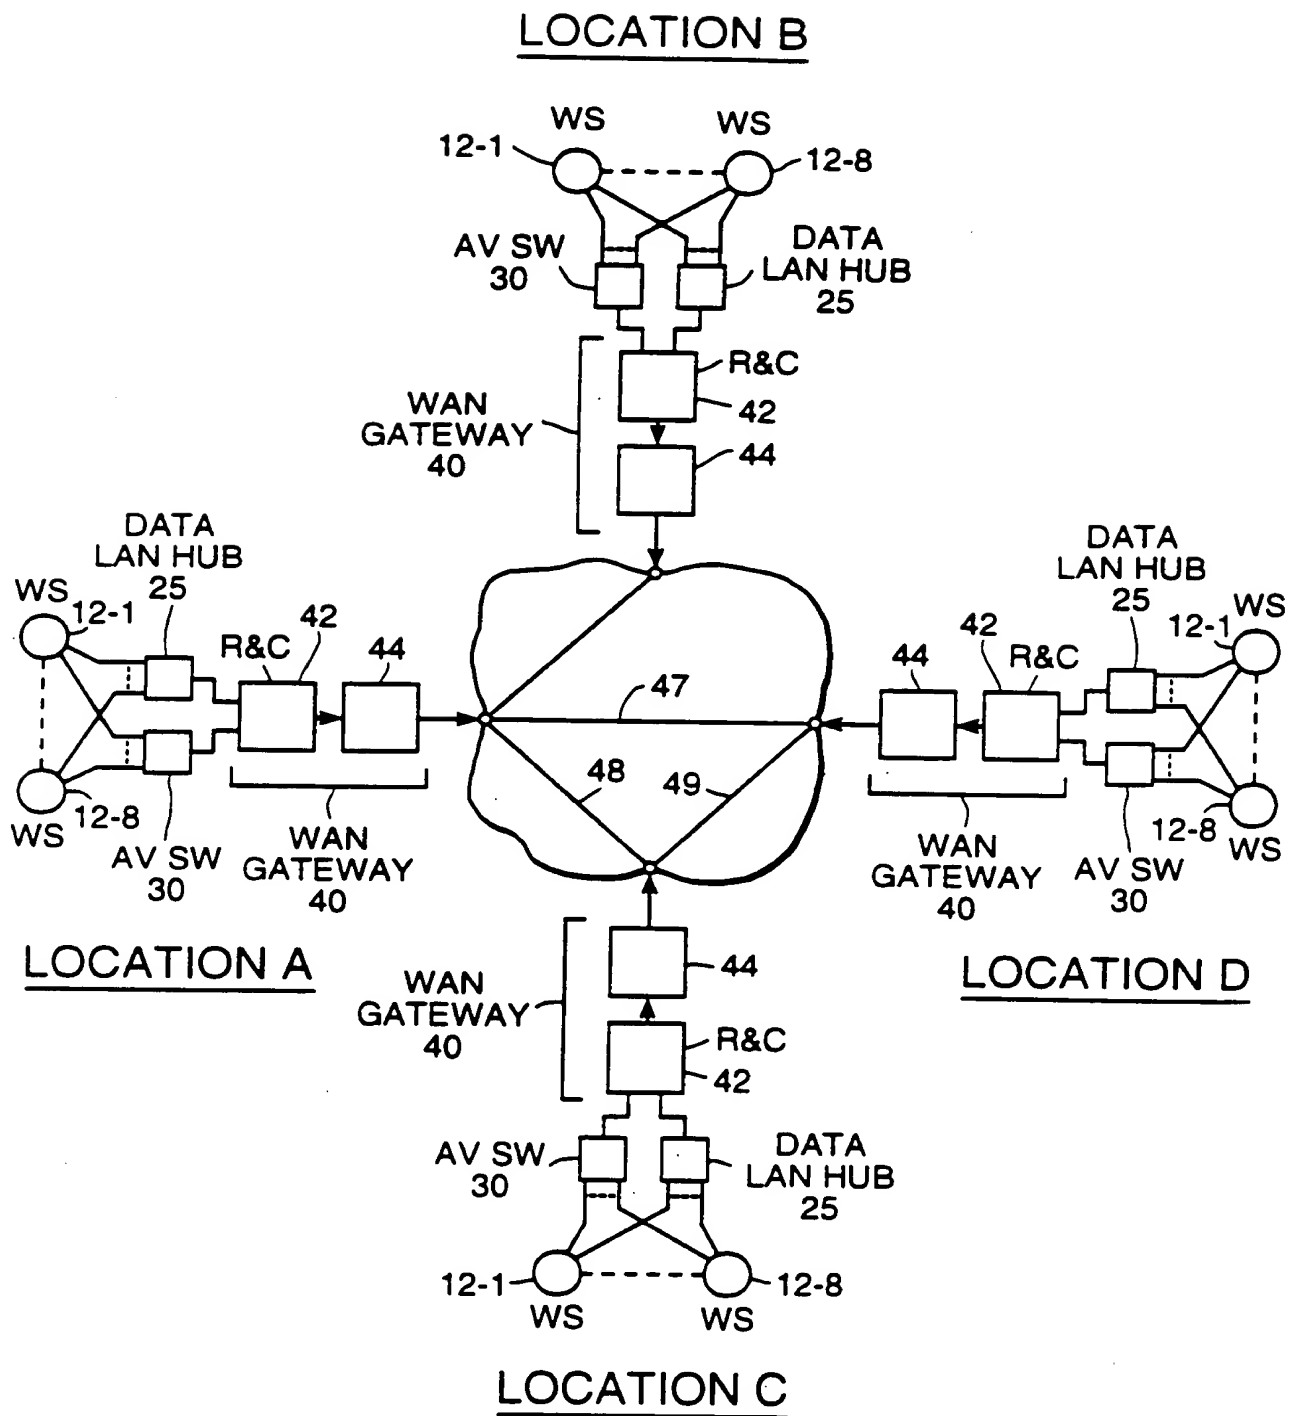 LOCATION B
WS
WS
12-1
12-8
AV SW
30
DATA
LAN HUB
25
R&C
42
WAN
GATEWAY
40
44
DATA
LAN HUB
25
WS
12-1
R&C
42
44
12-8
WS
AV SW
30
WAN
GATEWAY
40
LOCATION A
47
48
49
DATA
LAN HUB
25
WS
12-1
42
R&C
44
12-8
WS
AV SW
30
WAN
GATEWAY
40
LOCATION D
44
WAN
GATEWAY
40
R&C
42
AV SW
30
DATA
LAN HUB
25
12-1
12-8
WS
WS
LOCATION C